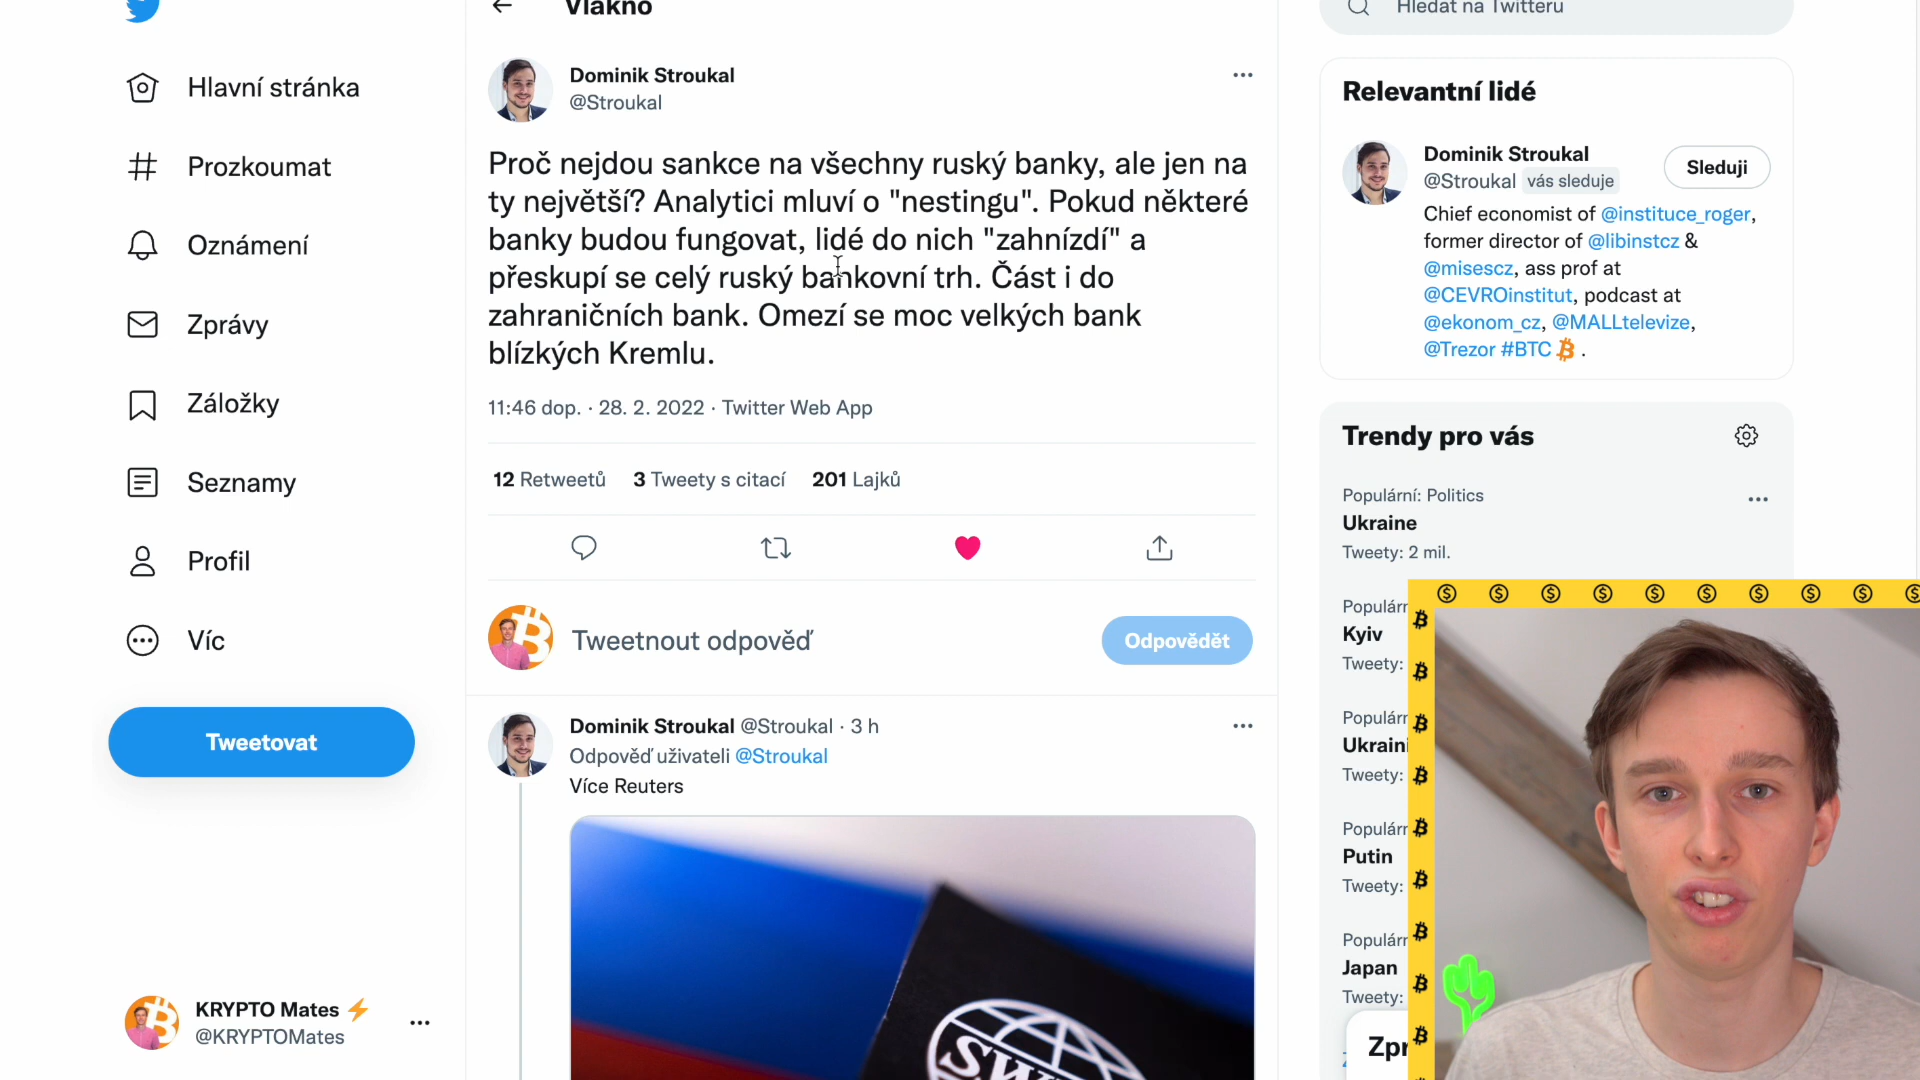 Vlákno
Hledat na Twitteru
Hlavní stránka
Prozkoumat
Oznámení
Zprávy
Záložky
Seznamy
Profil
Víc
Tweetovat
KRYPTO Mates ⚡
@KRYPTOMates
Dominik Stroukal
@Stroukal
Proč nejdou sankce na všechny ruský banky, ale jen na
ty největší? Analytici mluví o "nestingu". Pokud některé
banky budou fungovat, lidé do nich "zahnízdí" a
přeskupí se celý ruský bankovní trh. Část i do
zahraničních bank. Omezí se moc velkých bank
blízkých Kremlu.
11:46 dop. · 28. 2. 2022 · Twitter Web App
12 Retweetů 3 Tweety s citací 201 Lajků
Tweetnout odpověď
Odpovědět
Dominik Stroukal @Stroukal · 3 h
Odpověď uživateli @Stroukal
Více Reuters
Relevantní lidé
Dominik Stroukal
@Stroukal vás sleduje
Sleduji
Chief economist of @instituce_roger,
former director of @libinstcz &
@misescz, ass prof at
@CEVROinstitut, podcast at
@ekonom_cz, @MALLtelevize,
@Trezor #BTC .
Trendy pro vás
Populární: Politics
Ukraine
Tweety: 2 mil.
Kyiv
Tweety:
Tweety:
Putin
Tweety:
Japan
Tweety: